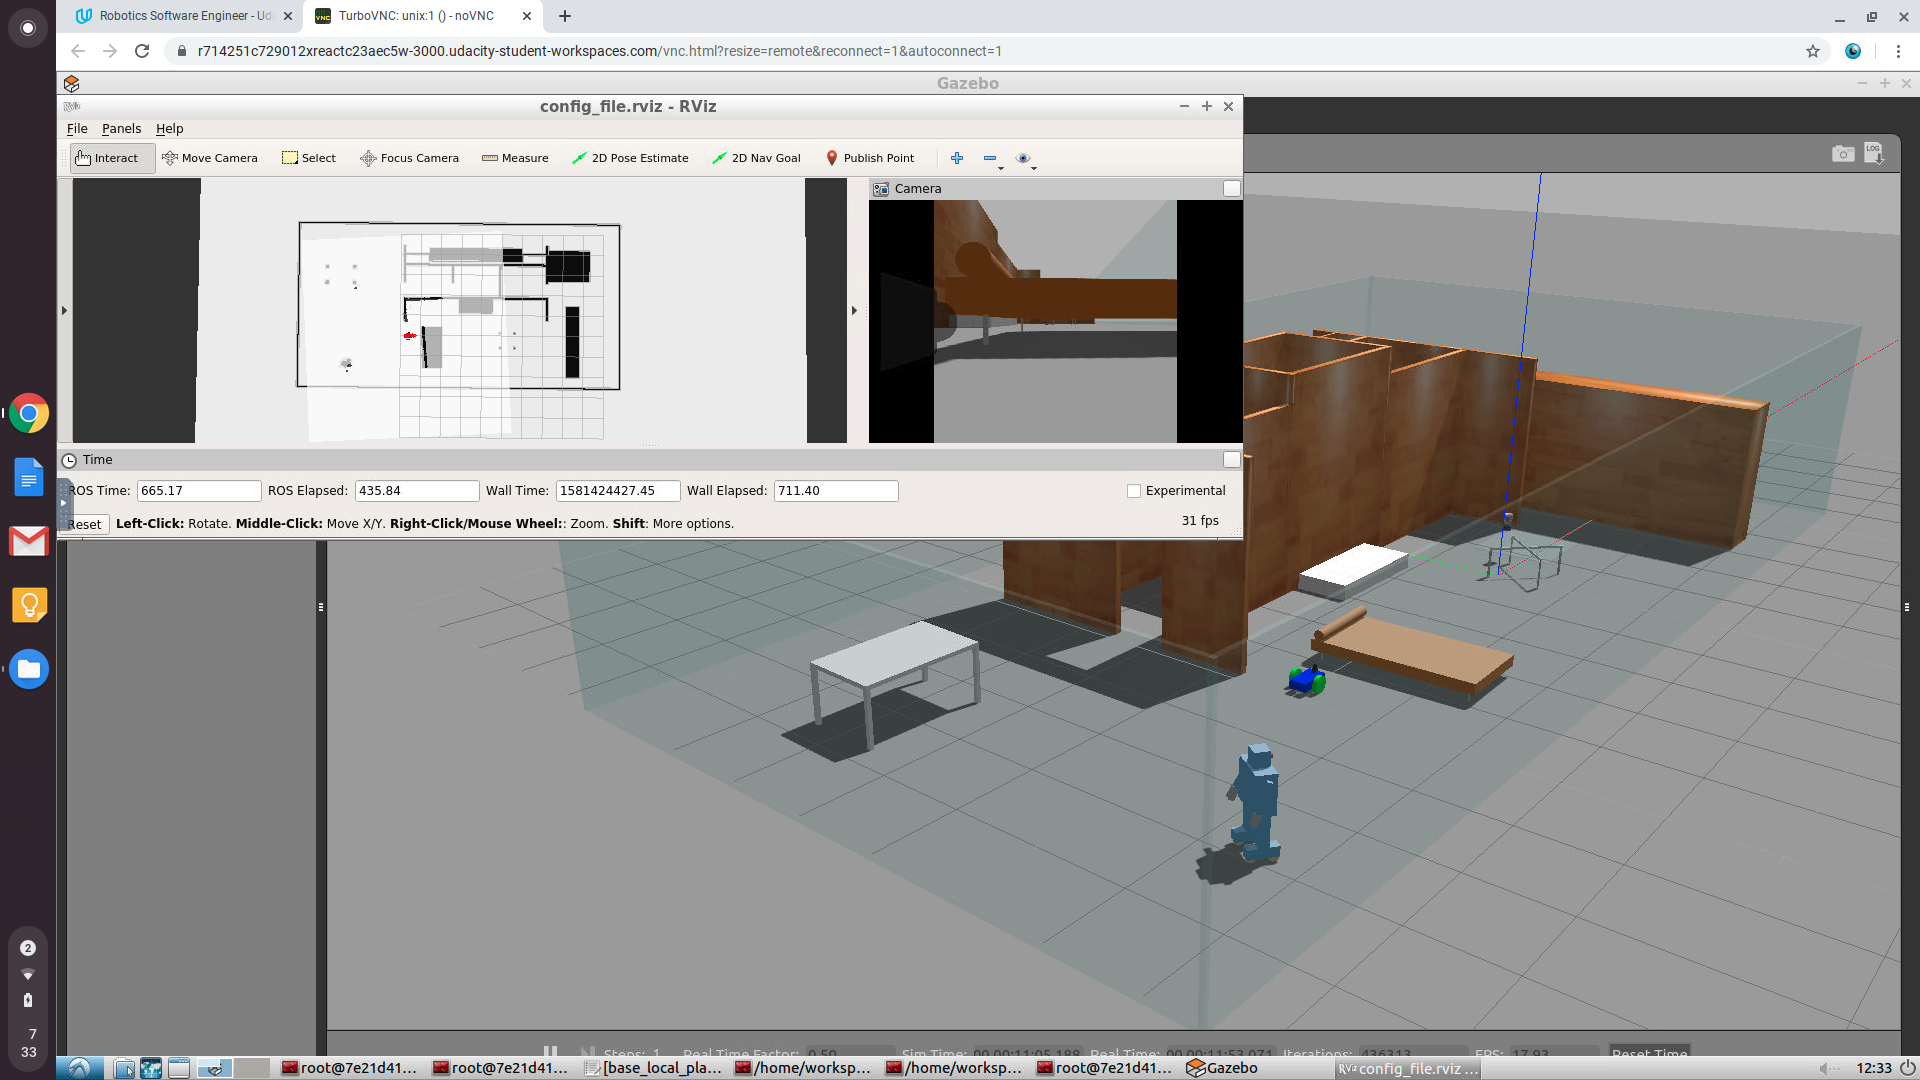 Robotics Software Engineer - Uda
TurboVNC: unix:1 () - noVNC
r714251c729012xreactc23aec5w-3000.udacity-student-workspaces.com/vnc.html?resize=remote&reconnect=1&autoconnect=1
Gazebo
RViz config_file.rviz - RViz
File Panels Help
Interact Move Camera Select Focus Camera Measure 2D Pose Estimate 2D Nav Goal Publish Point
LOG
Camera
Time
ROS Time: 665.17 ROS Elapsed: 435.84 Wall Time: 1581424427.45 Wall Elapsed: 711.40 Experimental
Reset Left-Click: Rotate. Middle-Click: Move X/Y. Right-Click/Mouse Wheel:: Zoom. Shift: More options. 31 fps
2
7
33
Steps: 1 Real Time Factor: 0.50 Sim Time: 00 00:11:05.188 Real Time: 00 00:11:53.071 Iterations: 436313 FPS: 17.93 Reset Time
root@7e21d41... root@7e21d41... [base_local_pla... /home/worksp... /home/worksp... root@7e21d41... Gazebo RViz config_file.rviz ... 12:33